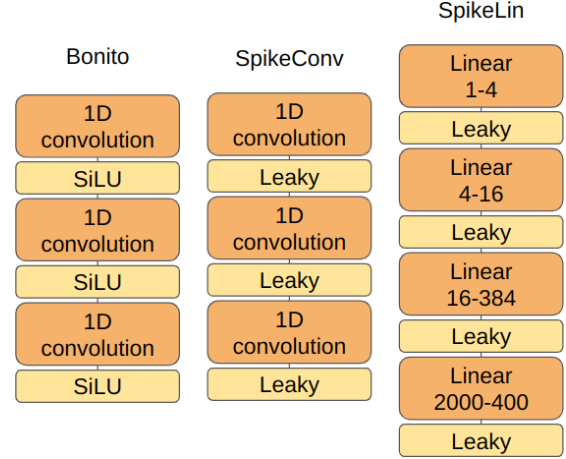 Bonito
1D
convolution
SiLU
1D
convolution
SiLU
1D
convolution
SiLU
SpikeConv
1D
convolution
Leaky
1D
convolution
Leaky
1D
convolution
Leaky
SpikeLin
Linear
1-4
Leaky
Linear
4-16
Leaky
Linear
16-384
Leaky
Linear
2000-400
Leaky